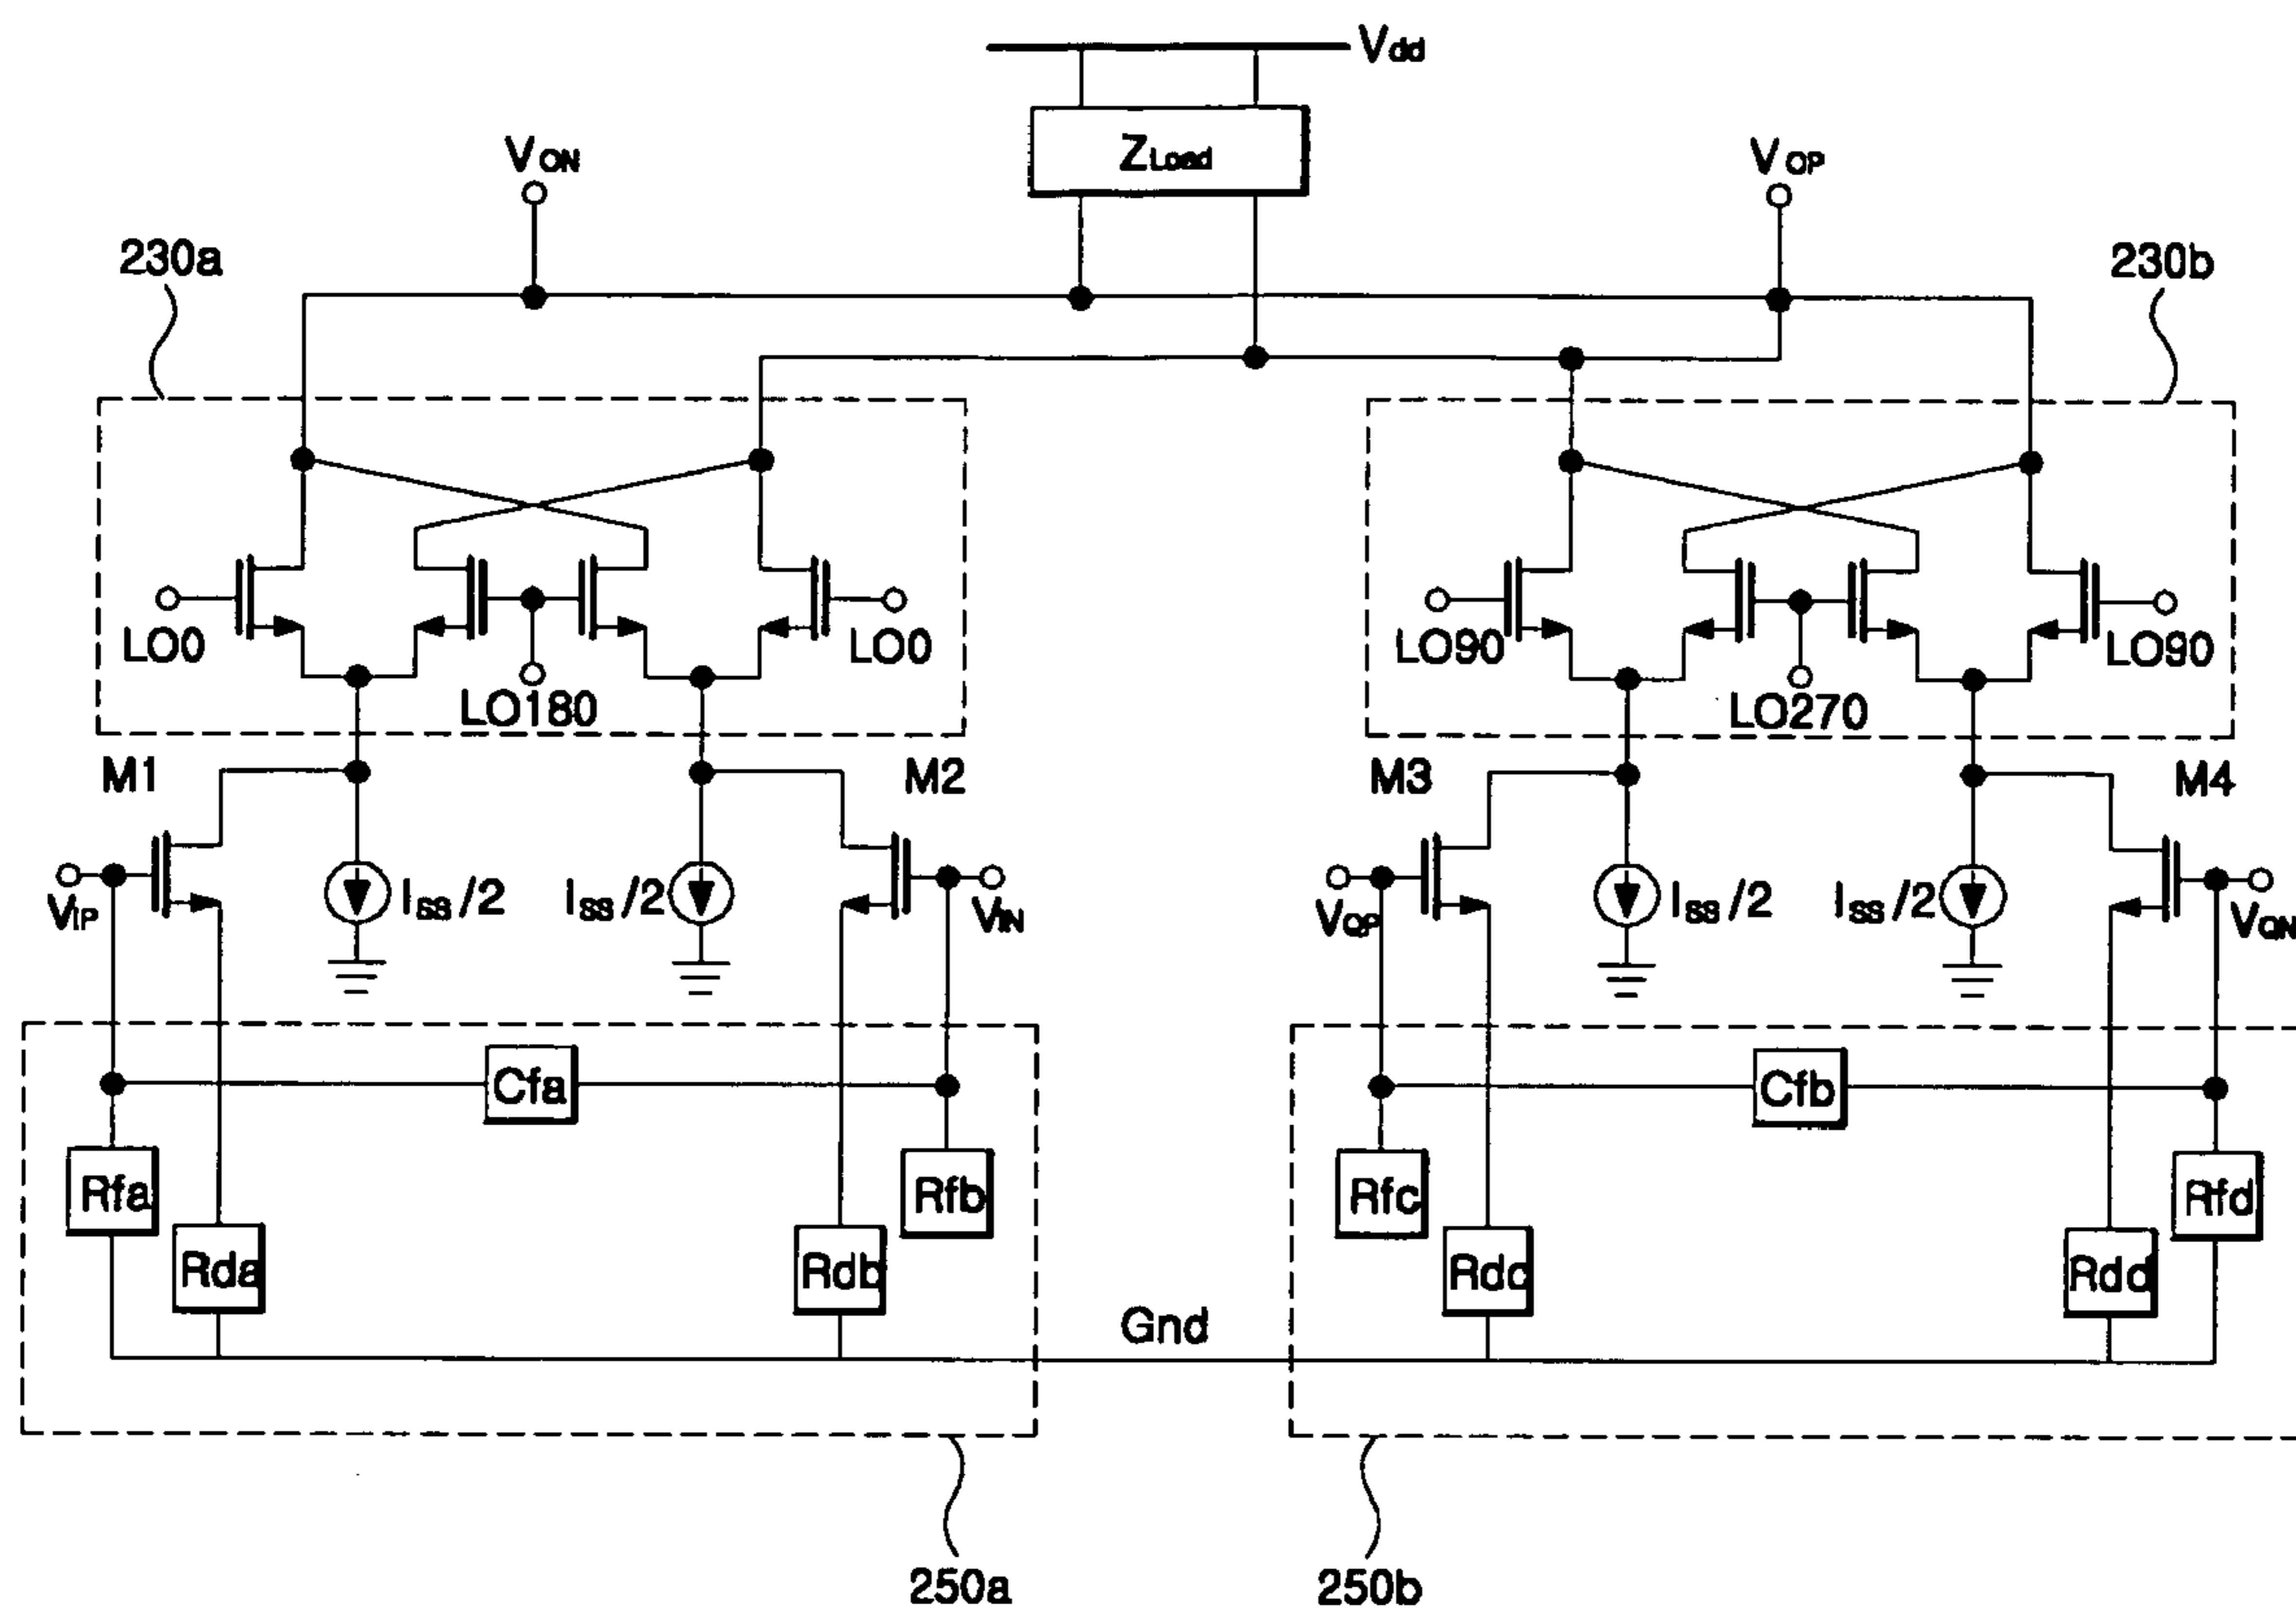 Vdd
ZLoad
VON
VOP
230a
230b
LO0
LO180
LO0
LO90
LO270
LO90
M1
M2
M3
M4
VIP
ISS/2
ISS/2
VIN
VQP
ISS/2
ISS/2
VQN
Cfa
Cfb
Rfa
Rda
Rdb
Rfb
Rfc
Rdc
Rdd
Rfd
Gnd
250a
250b